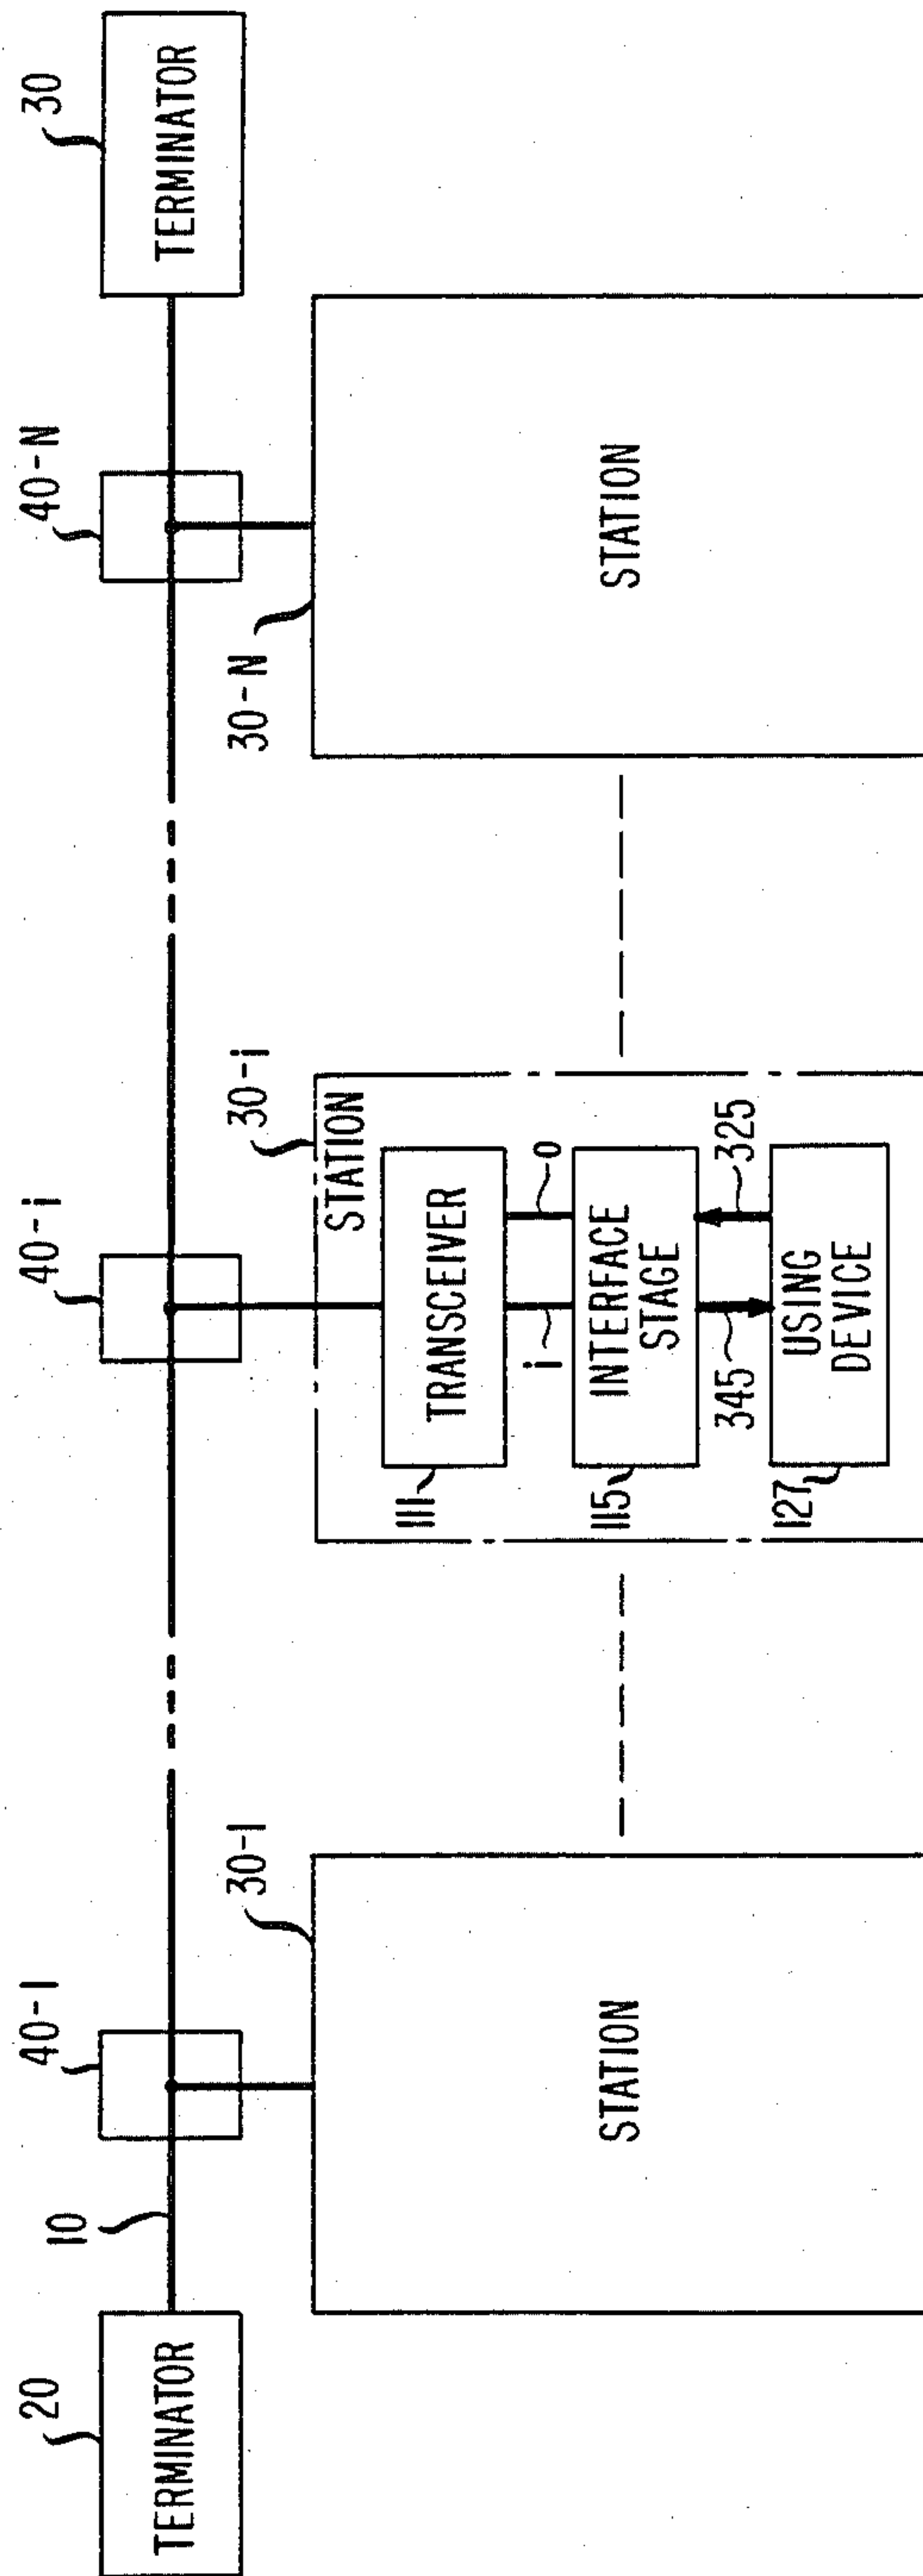 20
TERMINATOR
10
40-1
30-1
STATION
40-i
30-i
STATION
TRANSCEIVER
111
i
o
INTERFACE
STAGE
115
345
325
USING
DEVICE
127
40-N
30-N
STATION
30
TERMINATOR